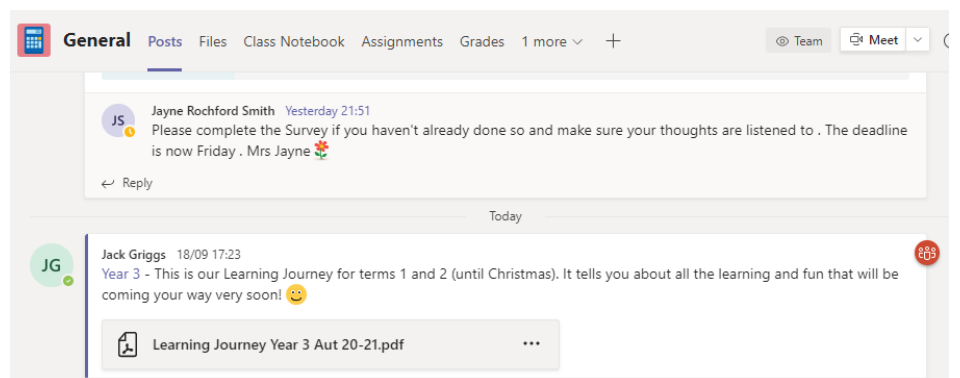 General Posts Files Class Notebook Assignments Grades 1 more Team Meet
Jayne Rochford Smith Yesterday 21:51
JS
Please complete the Survey if you haven't already done so and make sure your thoughts are listened to . The deadline
is now Friday . Mrs Jayne
Reply
Today
Jack Griggs 18/09 17:23
JG
Year 3 - This is our Learning Journey for terms 1 and 2 (until Christmas). It tells you about all the learning and fun that will be
coming your way very soon!
Learning Journey Year 3 Aut 20-21.pdf